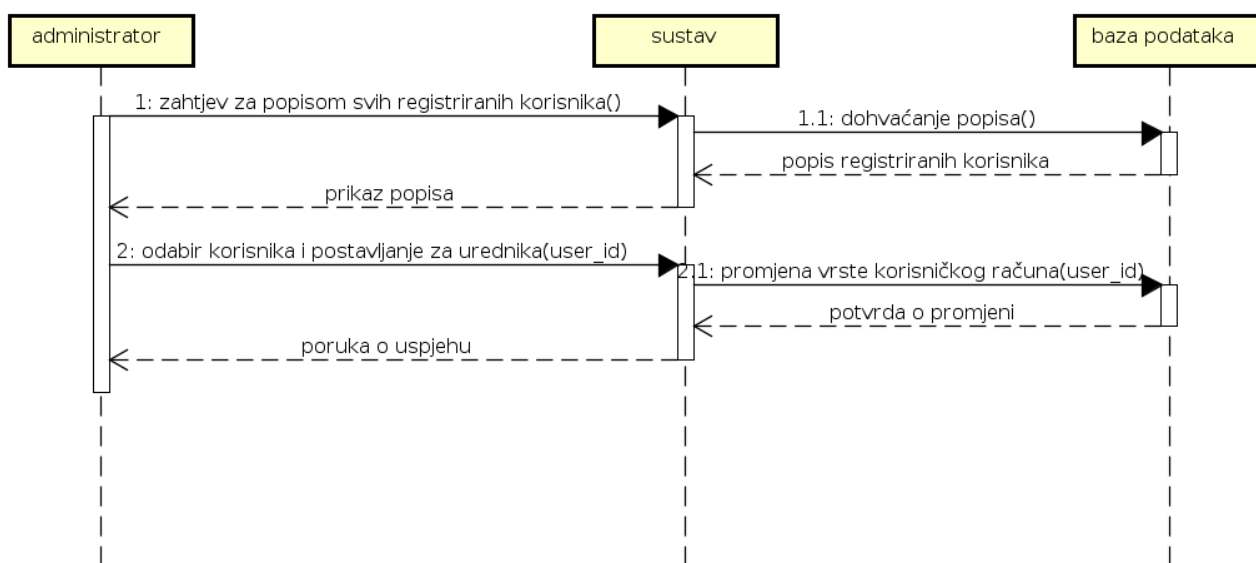 administrator
sustav
baza podataka
1: zahtjev za popisom svih registriranih korisnika()
1.1: dohvaćanje popisa()
popis registriranih korisnika
prikaz popisa
2: odabir korisnika i postavljanje za urednika(user_id)
2.1: promjena vrste korisničkog računa(user_id)
potvrda o promjeni
poruka o uspjehu